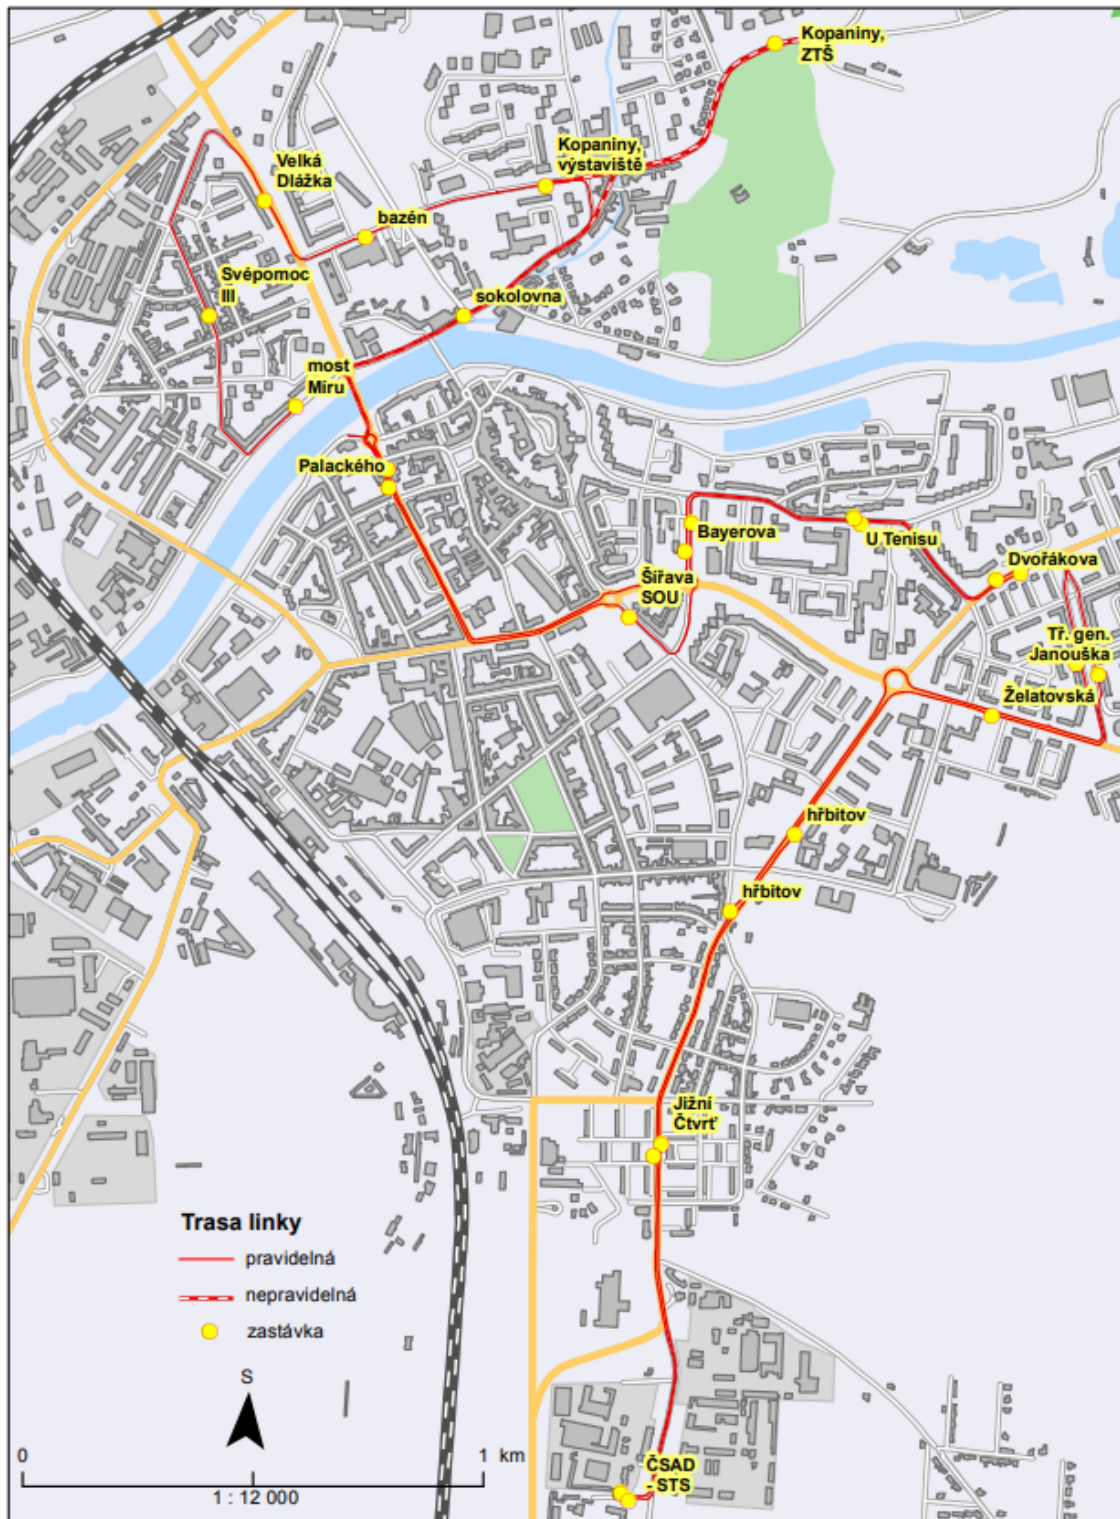 Kopaniny,
ZTŠ
Kopaniny,
výstaviště
Velká
Dlážka
bazén
Svépomoc
III
sokolovna
most
Míru
Palackého
Bayerova
U Tenisu
Dvořákova
Šířava
SOU
Tř. gen.
Janouška
Želatovská
hřbitov
hřbitov
Jižní
Čtvrť
Trasa linky
pravidelná
nepravidelná
zastávka
S
0 1 km
1 : 12 000
ČSAD
- STS